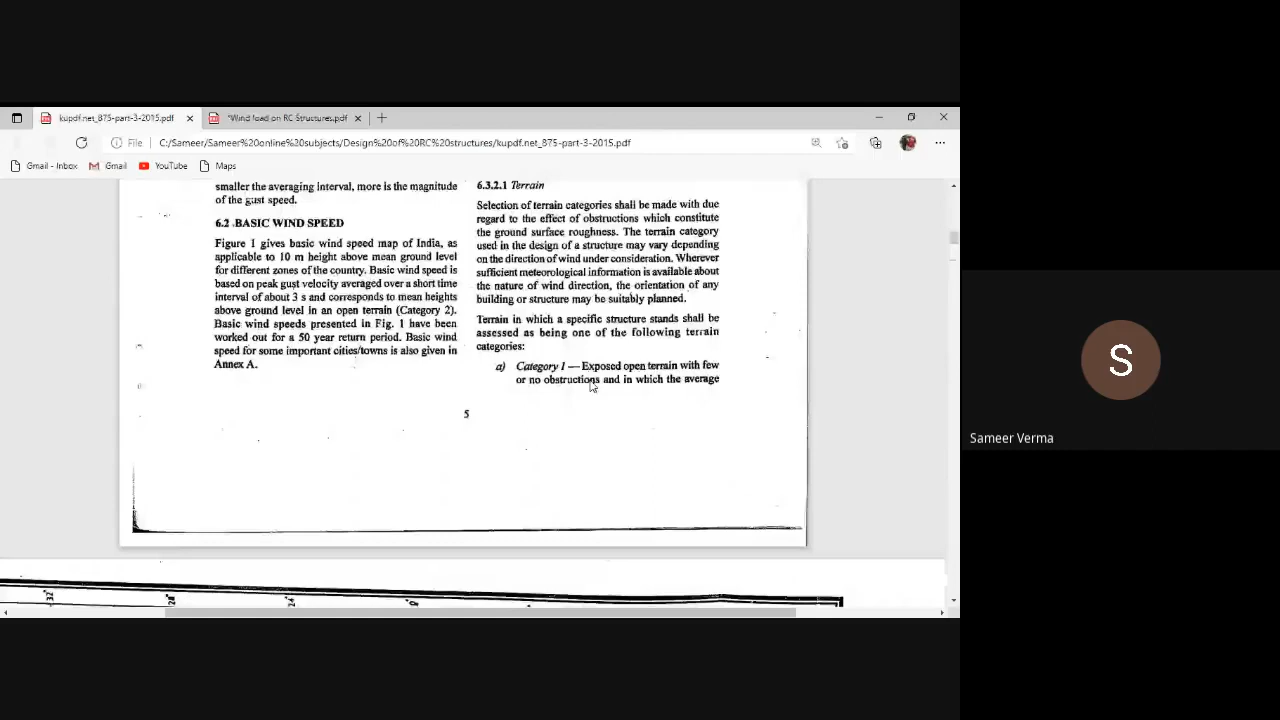 kupdf.net_875-part-3-2015.pdf
*Wind load on RC Structures.pdf
File
C:/Sameer/Sameer%20online%20subjects/Design%20of%20RC%20structures/kupdf.net_875-part-3-2015.pdf
Gmail - Inbox
Gmail
YouTube
Maps
smaller the averaging interval, more is the magnitude
of the gust speed.
6.2 BASIC WIND SPEED
Figure 1 gives basic wind speed map of India, as
applicable to 10 m height above mean ground level
for different zones of the country. Basic wind speed is
based on peak gust velocity averaged over a short time
interval of about 3 s and corresponds to mean heights
above ground level in an open terrain (Category 2).
Basic wind speeds presented in Fig. 1 have been
worked out for a 50 year return period. Basic wind
speed for some important cities/towns is also given in
Annex A.
6.3.2.1 Terrain
Selection of terrain categories shall be made with due
regard to the effect of obstructions which constitute
the ground surface roughness. The terrain category
used in the design of a structure may vary depending
on the direction of wind under consideration. Wherever
sufficient meteorological information is available about
the nature of wind direction, the orientation of any
building or structure may be suitably planned.
Terrain in which a specific structure stands shall be
assessed as being one of the following terrain
categories:
a) Category 1 — Exposed open terrain with few
or no obstructions and in which the average
5
32°
28°
24°
S
Sameer Verma